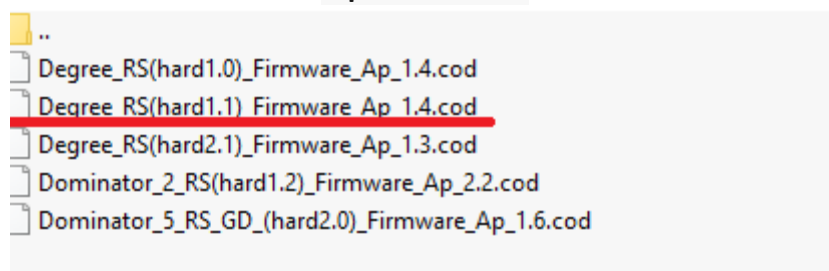 ..
Degree_RS(hard1.0)_Firmware_Ap_1.4.cod
Degree_RS(hard1.1)_Firmware_Ap_1.4.cod
Degree_RS(hard2.1)_Firmware_Ap_1.3.cod
Dominator_2_RS(hard1.2)_Firmware_Ap_2.2.cod
Dominator_5_RS_GD_(hard2.0)_Firmware_Ap_1.6.cod